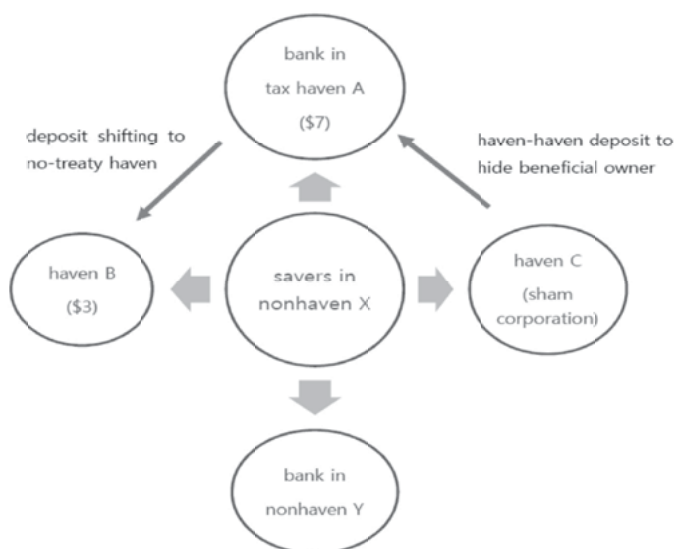 bank in
tax haven A
($7)
deposit shifting to
no-treaty haven
haven-haven deposit to
hide beneficial owner
haven B
($3)
savers in
nonhaven X
haven C
(sham
corporation)
bank in
nonhaven Y